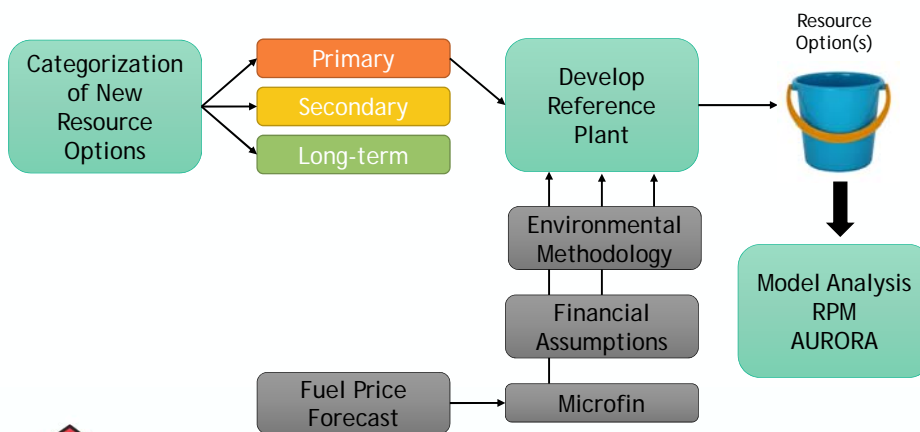 Categorization
of New
Resource
Options
Primary
Secondary
Long-term
Develop
Reference
Plant
Resource
Option(s)
Environmental
Methodology
Financial
Assumptions
Fuel Price
Forecast
Microfin
Model Analysis
RPM
AURORA